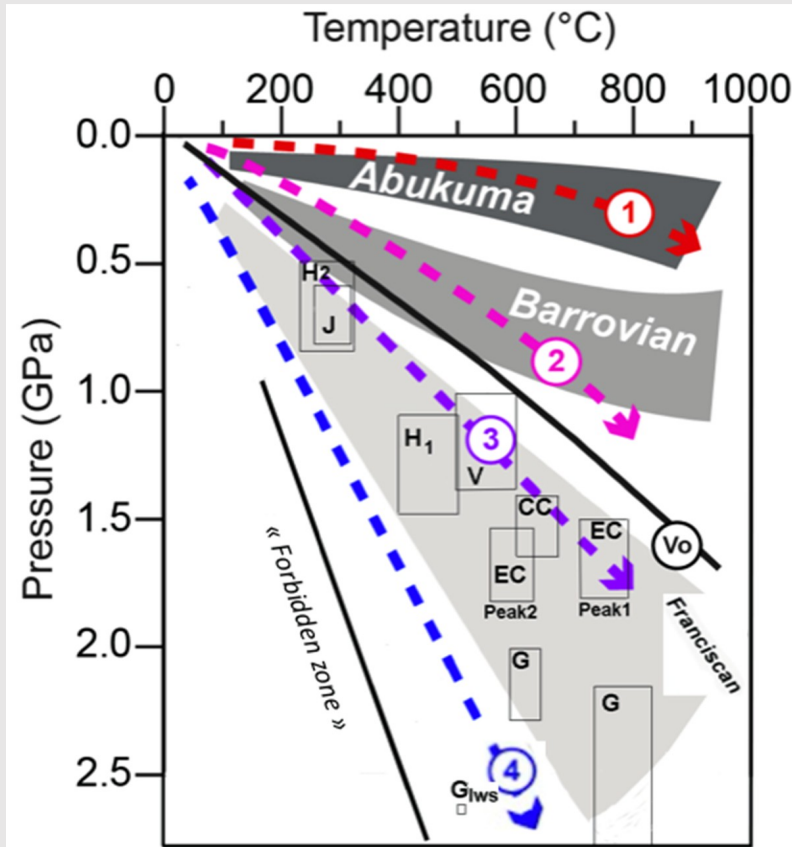 Temperature (°C)
0 200 400 600 800 1000
0.0
0.5
1.0
1.5
2.0
2.5
Pressure (GPa)
Abukuma
1
Barrovian
2
H2
J
3
H1
V
CC
EC
Vo
EC
Peak2
Peak1
Franciscan
G
G
« Forbidden zone »
4
Glws